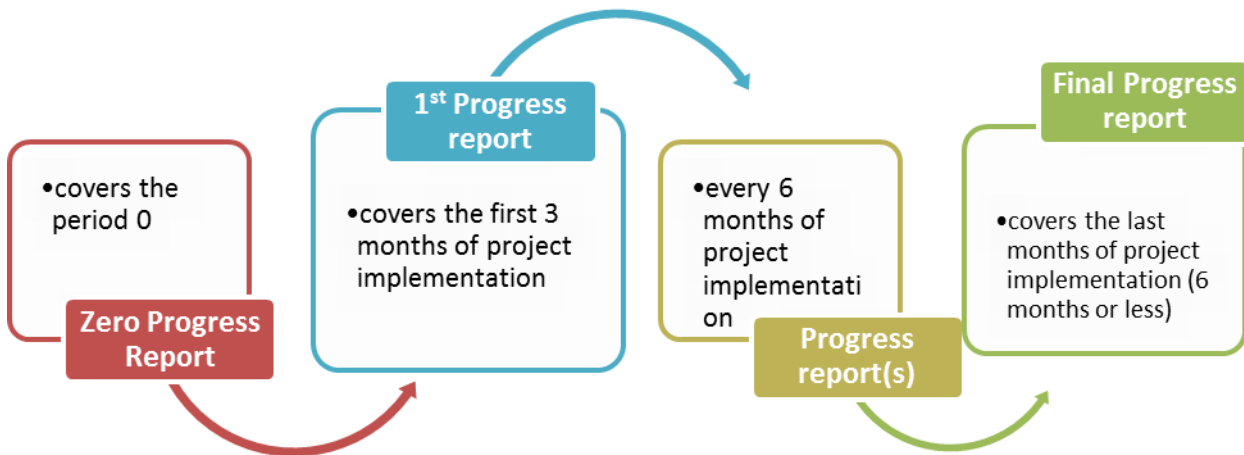 •covers the
period 0
Zero Progress
Report
1st Progress
report
•covers the first 3
months of project
implementation
•every 6
months of
project
implementati
on
Progress
report(s)
Final Progress
report
•covers the last
months of project
implementation (6
months or less)